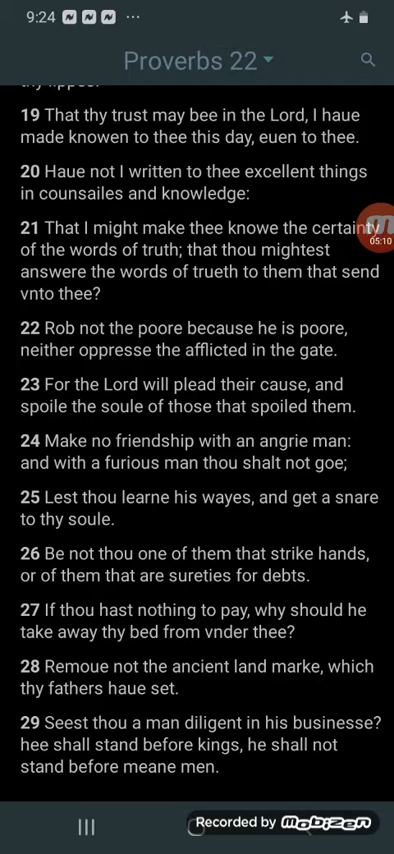 9:24
Proverbs 22
thy lippes.
19 That thy trust may bee in the Lord, I haue
made knowen to thee this day, euen to thee.
20 Haue not I written to thee excellent things
in counsailes and knowledge:
21 That I might make thee knowe the certainty
of the words of truth; that thou mightest
answere the words of trueth to them that send
vnto thee?
05:10
22 Rob not the poore because he is poore,
neither oppresse the afflicted in the gate.
23 For the Lord will plead their cause, and
spoile the soule of those that spoiled them.
24 Make no friendship with an angrie man:
and with a furious man thou shalt not goe;
25 Lest thou learne his wayes, and get a snare
to thy soule.
26 Be not thou one of them that strike hands,
or of them that are sureties for debts.
27 If thou hast nothing to pay, why should he
take away thy bed from vnder thee?
28 Remoue not the ancient land marke, which
thy fathers haue set.
29 Seest thou a man diligent in his businesse?
hee shall stand before kings, he shall not
stand before meane men.
Recorded by mobizen